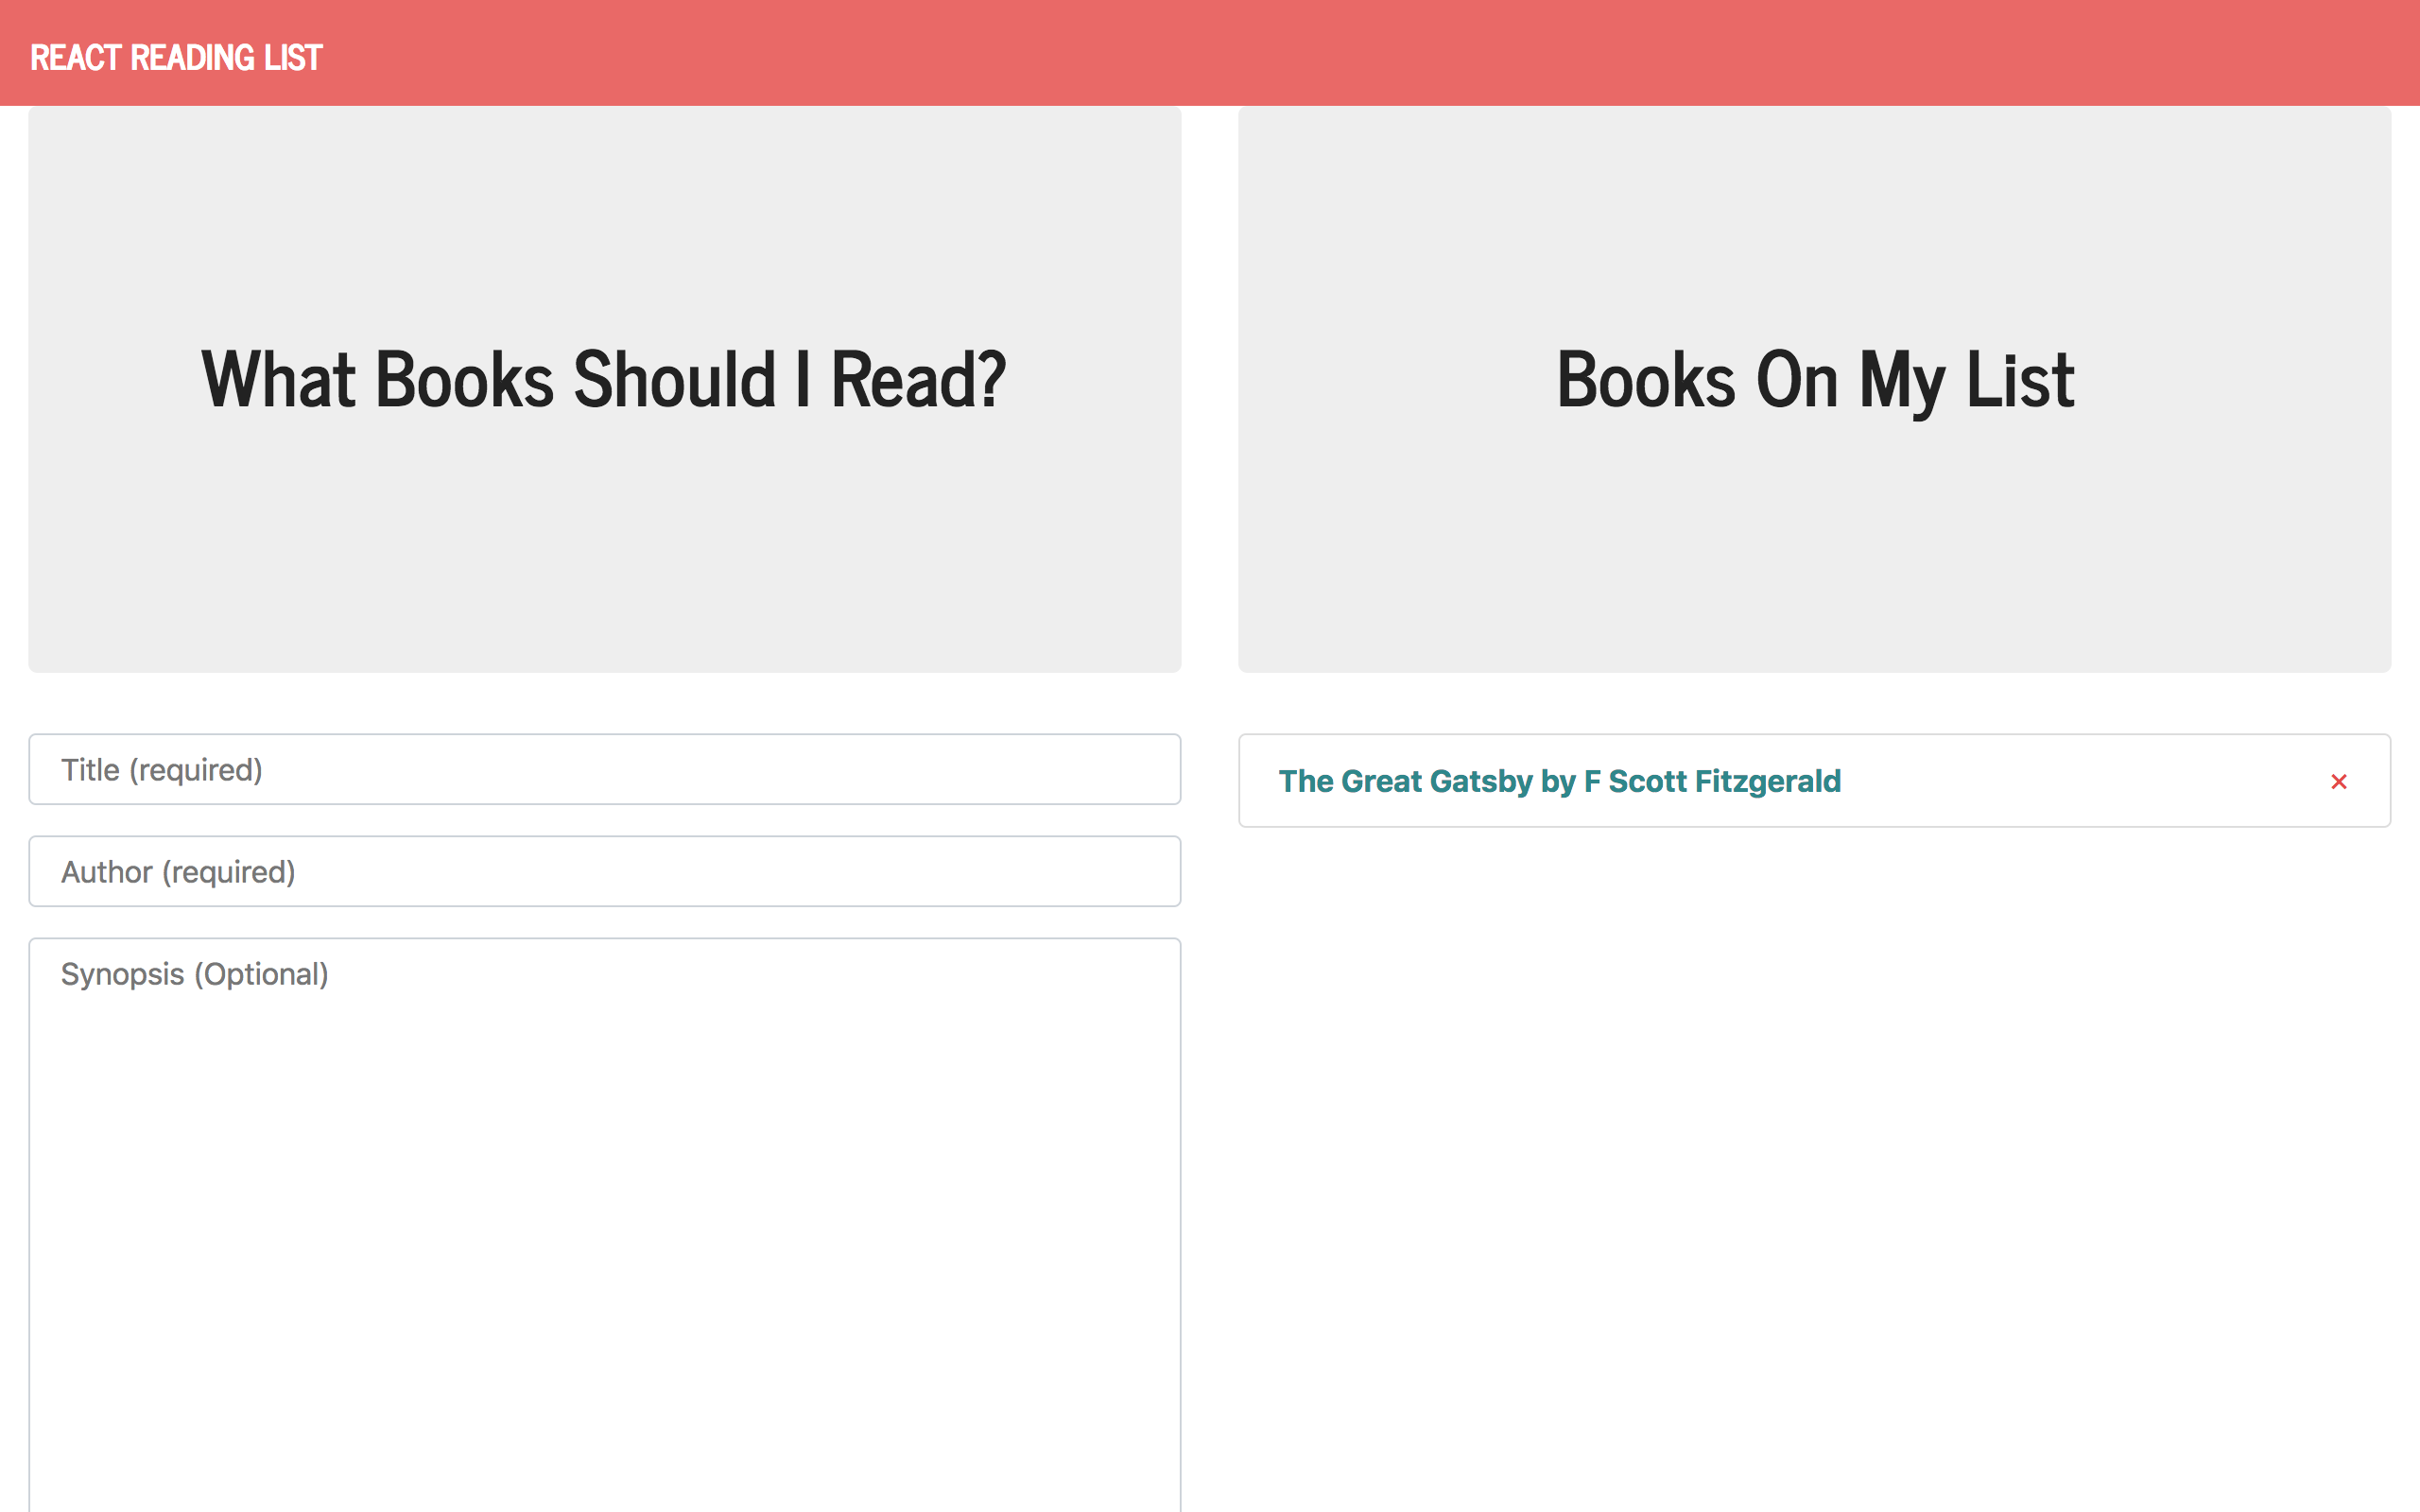 REACT READING LIST
What Books Should I Read?
Books On My List
Title (required)
Author (required)
Synopsis (Optional)
The Great Gatsby by F Scott Fitzgerald
×